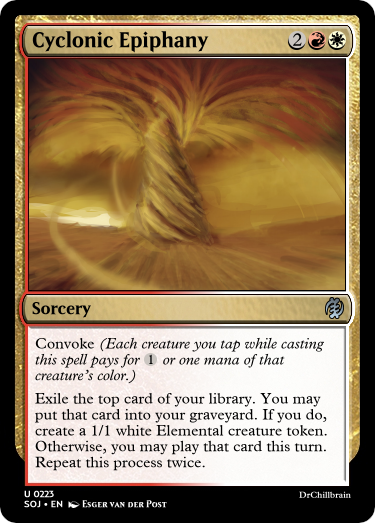 Cyclonic Epiphany 2
Sorcery
Convoke (Each creature you tap while casting
this spell pays for 1 or one mana of that
creature's color.)
Exile the top card of your library. You may
put that card into your graveyard. If you do,
create a 1/1 white Elemental creature token.
Otherwise, you may play that card this turn.
Repeat this process twice.
U 0223
SOJ • EN Esger van der Post
DrChillbrain